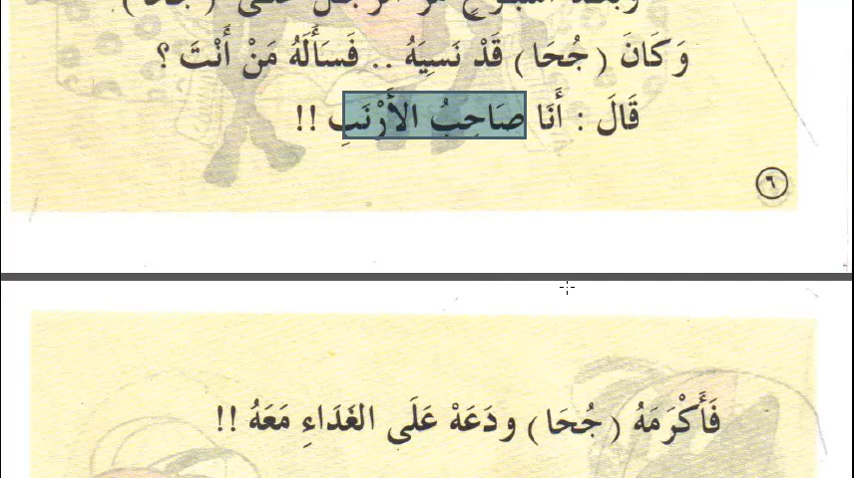 وَكَانَ ( جُحَا ) قَدْ نَسِيَهُ .. فَسَأَلَهُ مَنْ أَنْتَ ؟
قَالَ : أَنَا صَاحِبُ الأَرْنَبِ !!
٦
فَأَكْرَمَهُ ( جُحَا ) ودَعَهْ عَلَى الغَدَاءِ مَعَهُ !!